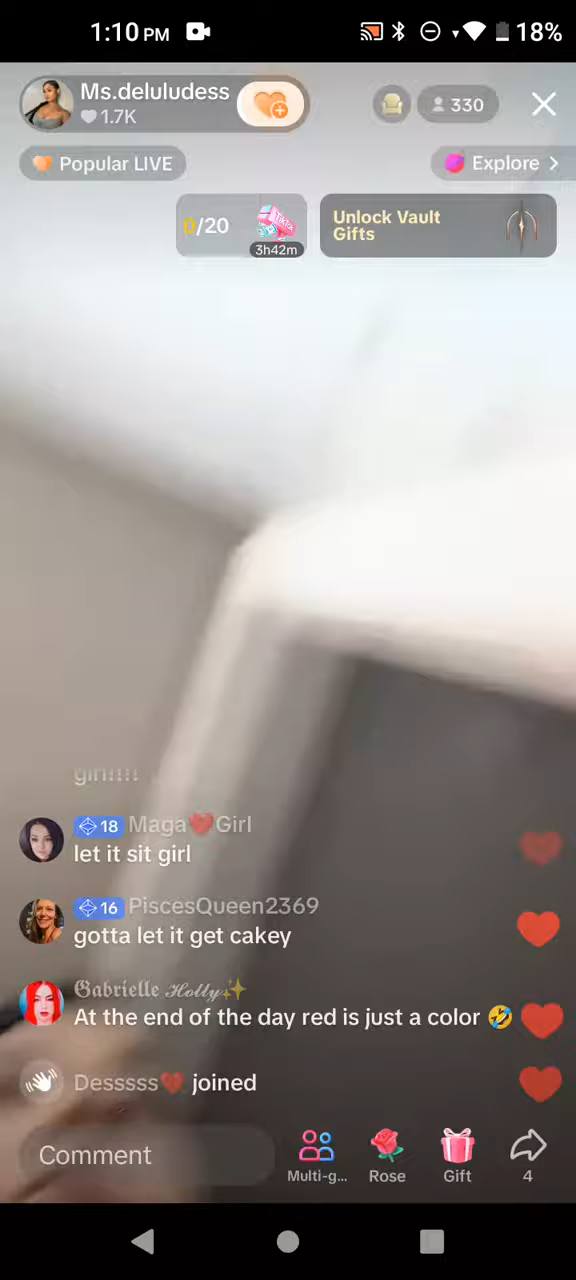 1:10 PM
18%
Ms.deluludess
1.7K
330
Popular LIVE
Explore >
0/20
3h42m
Unlock Vault
Gifts
girl!!!!!
18 Maga❤️Girl
let it sit girl
16 PiscesQueen2369
gotta let it get cakey
𝕲𝖆𝖇𝖗𝖎𝖊𝖑𝖑𝖊 𝓗𝓸𝓵𝓵𝔂✨
At the end of the day red is just a color 🤣
Desssss💔 joined
Comment
Multi-g...
Rose
Gift
4